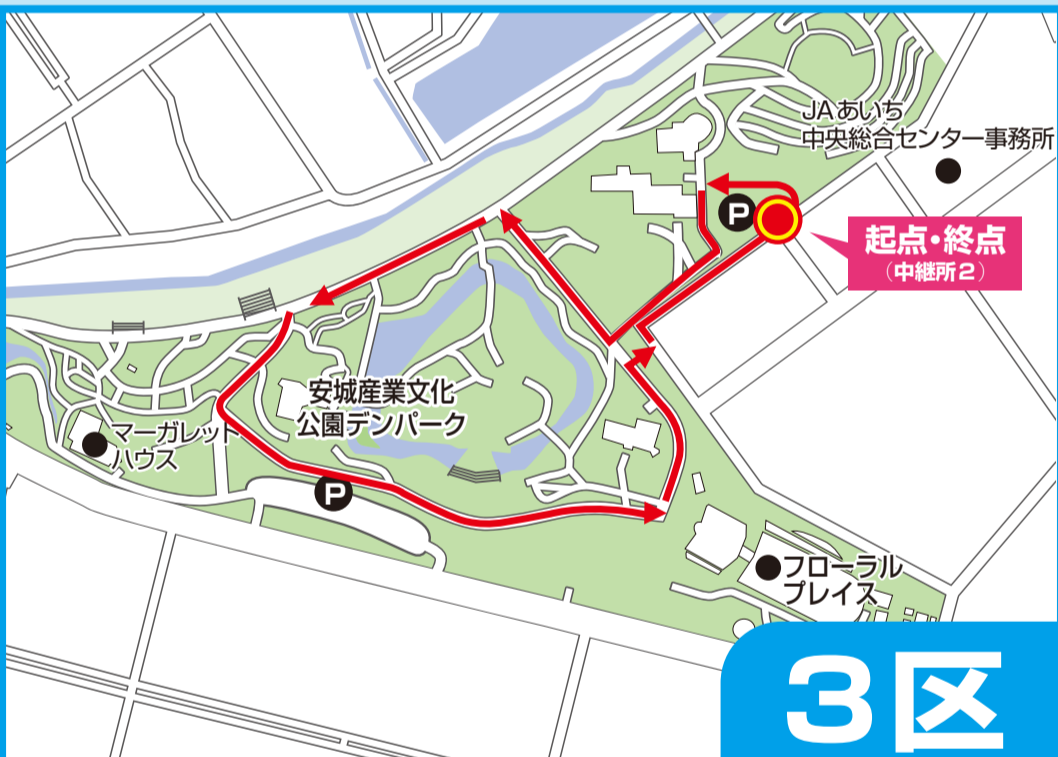 JAあいち
中央総合センター事務所
P
起点・終点
(中継所2)
安城産業文化
公園デンパーク
マーガレット
ハウス
P
フローラル
プレイス
3区